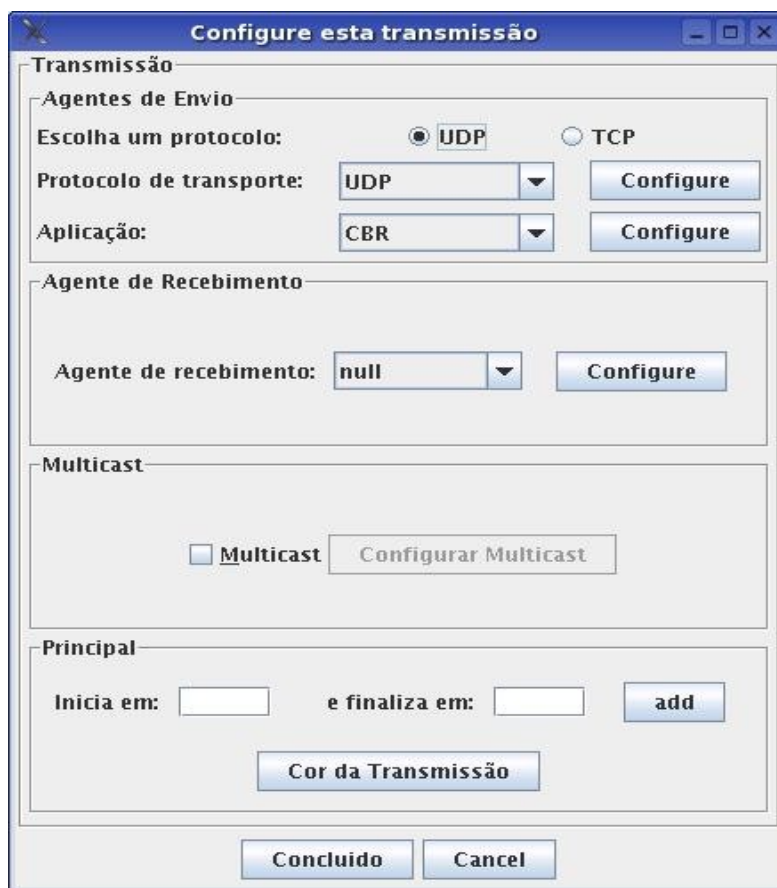 Configure esta transmissão
Transmissão
Agentes de Envio
Escolha um protocolo: UDP TCP
Protocolo de transporte: UDP Configure
Aplicação: CBR Configure
Agente de Recebimento
Agente de recebimento: null Configure
Multicast
Multicast Configurar Multicast
Principal
Inicia em: e finaliza em: add
Cor da Transmissão
Concluido Cancel